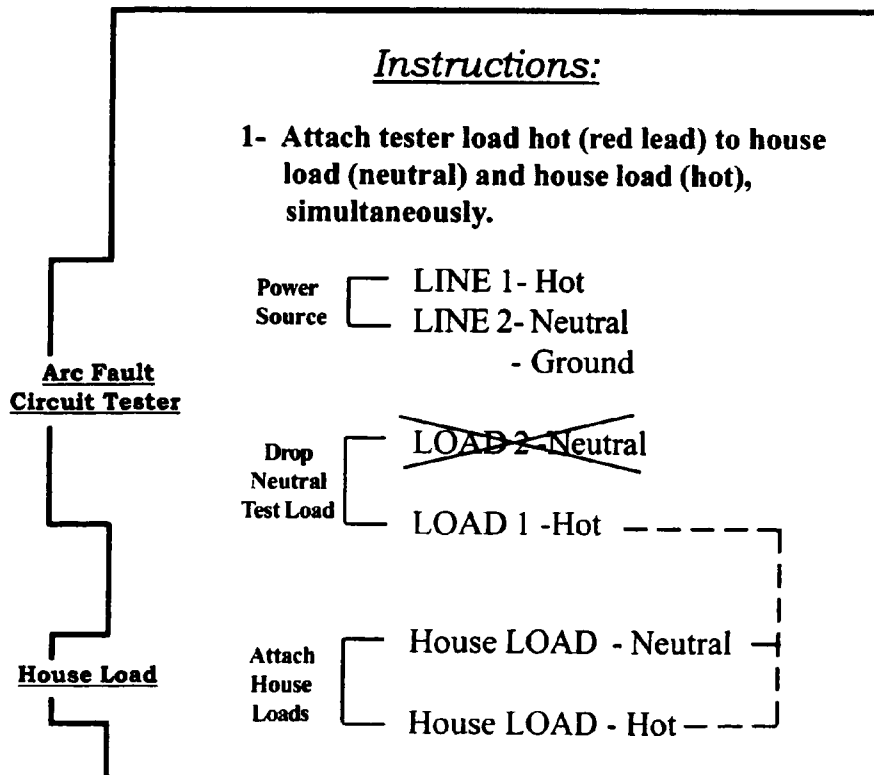 Instructions:
1- Attach tester load hot (red lead) to house
load (neutral) and house load (hot),
simultaneously.
Power
Source
LINE 1- Hot
LINE 2- Neutral
- Ground
Arc Fault
Circuit Tester
Drop
Neutral
Test Load
LOAD 2 -Neutral
LOAD 1 -Hot
House Load
Attach
House
Loads
House LOAD - Neutral
House LOAD - Hot